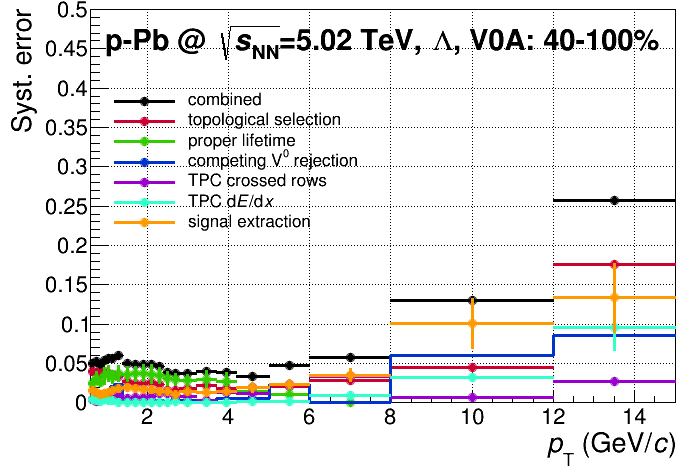 p-Pb @ √sNN=5.02 TeV, Λ, V0A: 40-100%
Syst. error
0.5
0.45
0.4
0.35
0.3
0.25
0.2
0.15
0.1
0.05
0
combined
topological selection
proper lifetime
competing V⁰ rejection
TPC crossed rows
TPC dE/dx
signal extraction
2 4 6 8 10 12 14
pT (GeV/c)